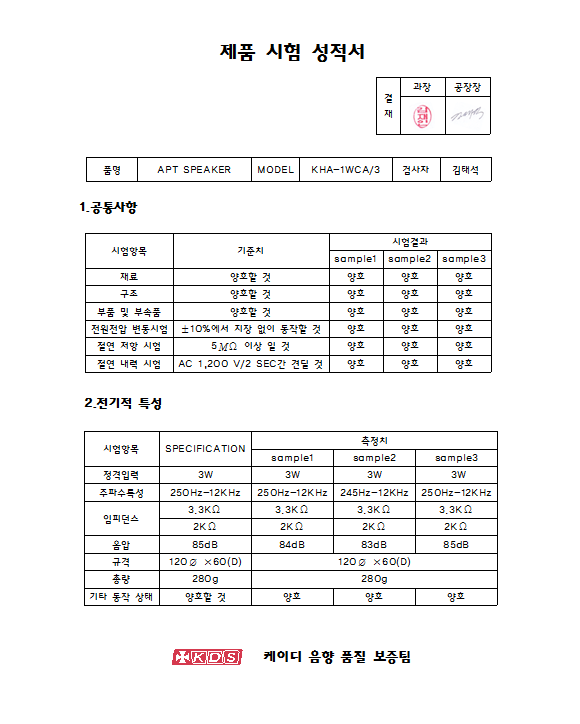 제품 시험 성적서
결재 과장 공장장
품명 APT SPEAKER MODEL KHA-1WCA/3 검사자 김태석
1.공통사항
시험항목 기준치 시험결과
sample1 sample2 sample3
재료 양호할 것 양호 양호 양호
구조 양호할 것 양호 양호 양호
부품 및 부속품 양호할 것 양호 양호 양호
전원전압 변동시험 ±10%에서 지장 없이 동작할 것 양호 양호 양호
절연 저항 시험 5MΩ 이상 일 것 양호 양호 양호
절연 내력 시험 AC 1,200 V/2 SEC간 견딜 것 양호 양호 양호
2.전기적 특성
시험항목 SPECIFICATION 측정치
sample1 sample2 sample3
정격입력 3W 3W 3W 3W
주파수특성 250Hz-12KHz 250Hz-12KHz 245Hz-12KHz 250Hz-12KHz
임피던스 3.3KΩ 3.3KΩ 3.3KΩ 3.3KΩ
2KΩ 2KΩ 2KΩ 2KΩ
음압 85dB 84dB 83dB 85dB
규격 120∅ ×60(D) 120∅ ×60(D)
총량 280g 280g
기타 동작 상태 양호할 것 양호 양호 양호
KDS 케이디 음향 품질 보증팀